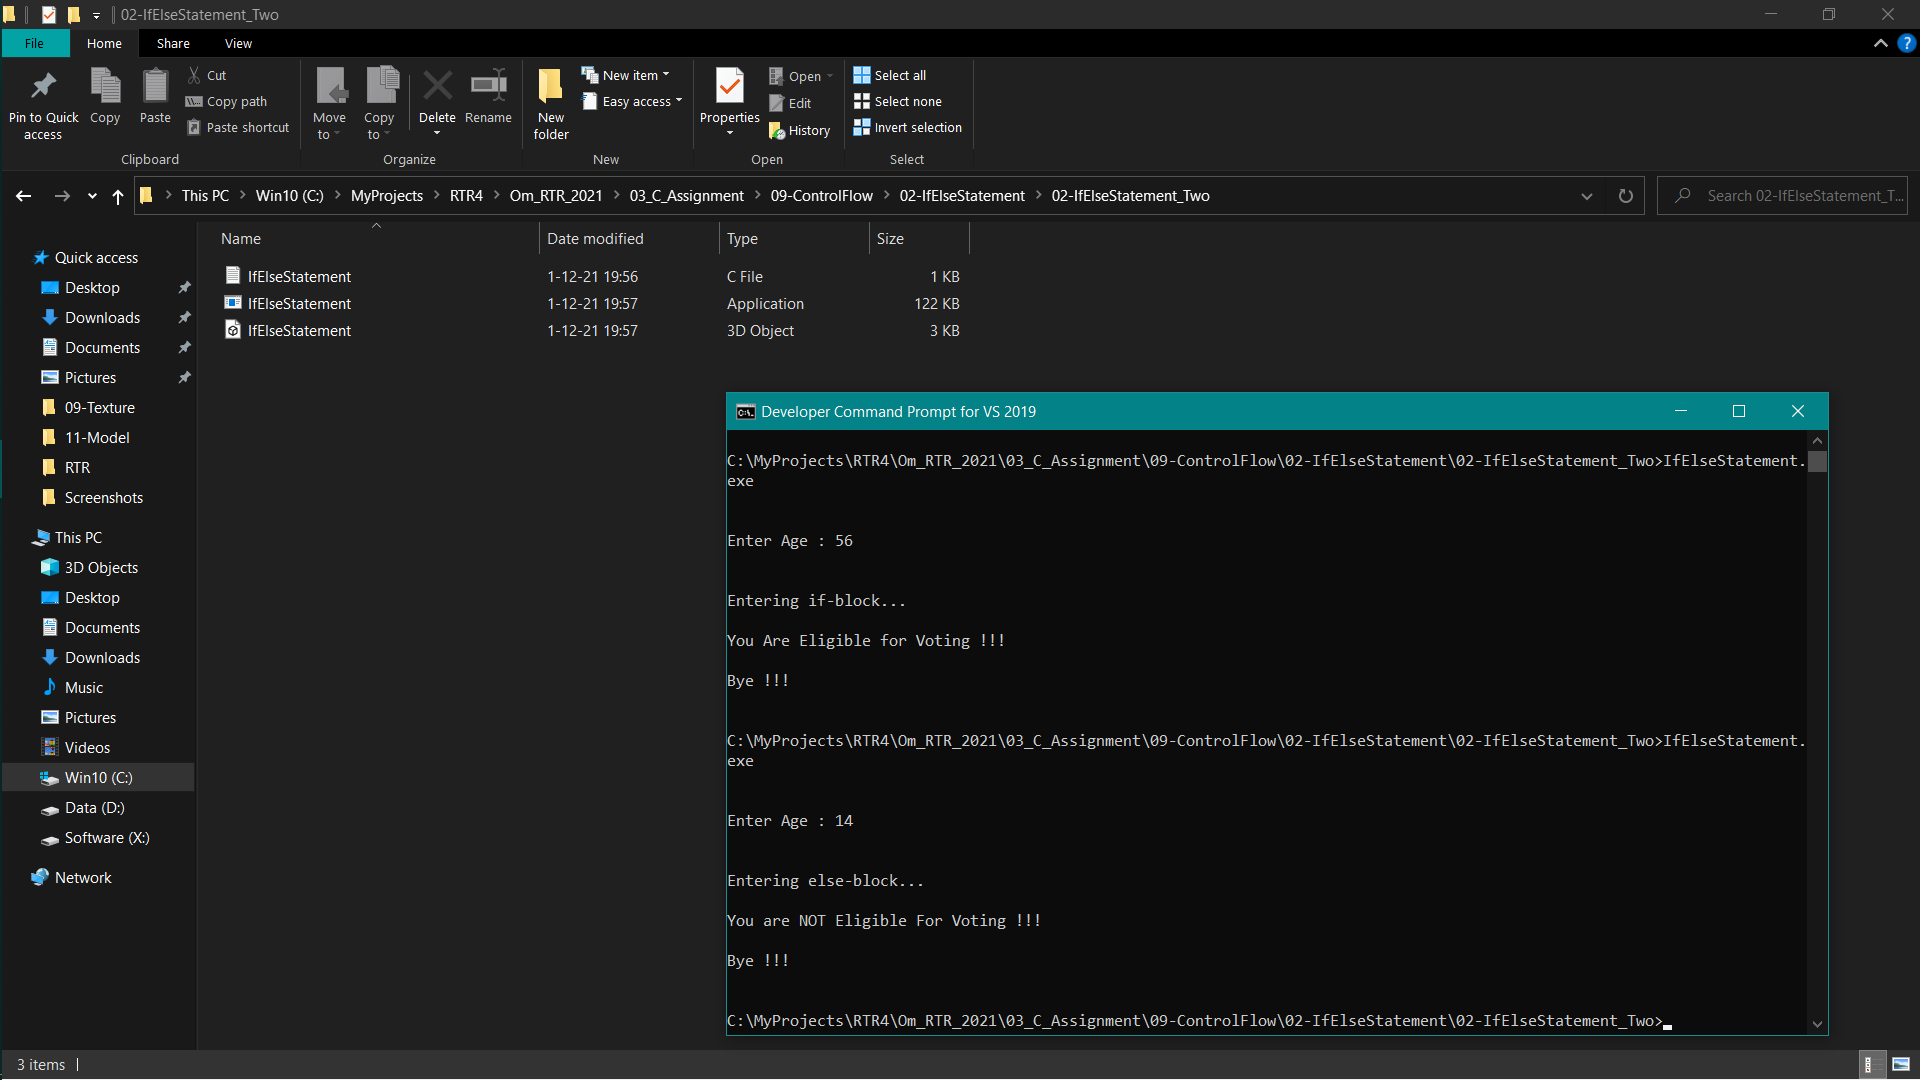 02-IfElseStatement_Two
File Home Share View
Pin to Quick access
Copy
Paste
Cut
Copy path
Paste shortcut
Clipboard
Move to
Copy to
Delete
Rename
Organize
New folder
New item
Easy access
New
Properties
Open
Edit
History
Open
Select all
Select none
Invert selection
Select
This PC > Win10 (C:) > MyProjects > RTR4 > Om_RTR_2021 > 03_C_Assignment > 09-ControlFlow > 02-IfElseStatement > 02-IfElseStatement_Two
Search 02-IfElseStatement_T...
Quick access
Desktop
Downloads
Documents
Pictures
09-Texture
11-Model
RTR
Screenshots
This PC
3D Objects
Desktop
Documents
Downloads
Music
Pictures
Videos
Win10 (C:)
Data (D:)
Software (X:)
Network
Name Date modified Type Size
IfElseStatement 1-12-21 19:56 C File 1 KB
IfElseStatement 1-12-21 19:57 Application 122 KB
IfElseStatement 1-12-21 19:57 3D Object 3 KB
Developer Command Prompt for VS 2019
C:\MyProjects\RTR4\Om_RTR_2021\03_C_Assignment\09-ControlFlow\02-IfElseStatement\02-IfElseStatement_Two>IfElseStatement.
exe
Enter Age : 56
Entering if-block...
You Are Eligible for Voting !!!
Bye !!!
C:\MyProjects\RTR4\Om_RTR_2021\03_C_Assignment\09-ControlFlow\02-IfElseStatement\02-IfElseStatement_Two>IfElseStatement.
exe
Enter Age : 14
Entering else-block...
You are NOT Eligible For Voting !!!
Bye !!!
C:\MyProjects\RTR4\Om_RTR_2021\03_C_Assignment\09-ControlFlow\02-IfElseStatement\02-IfElseStatement_Two>
3 items